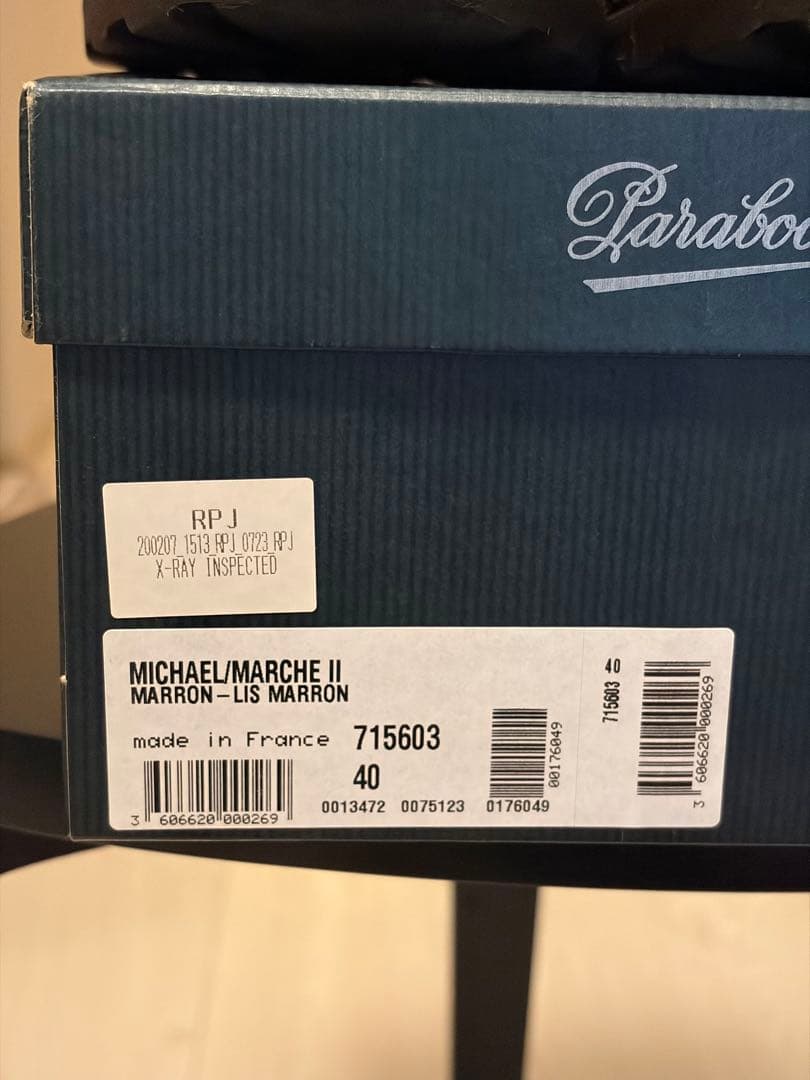 Paraboo
RPJ
200207_1513_RPJ_0723_RPJ
X-RAY INSPECTED
MICHAEL/MARCHE II
MARRON-LIS MARRON
made in France 715603
40
3 606620 000269
0013472 0075123 0176049
00176049
40
715603
3 606620 000269